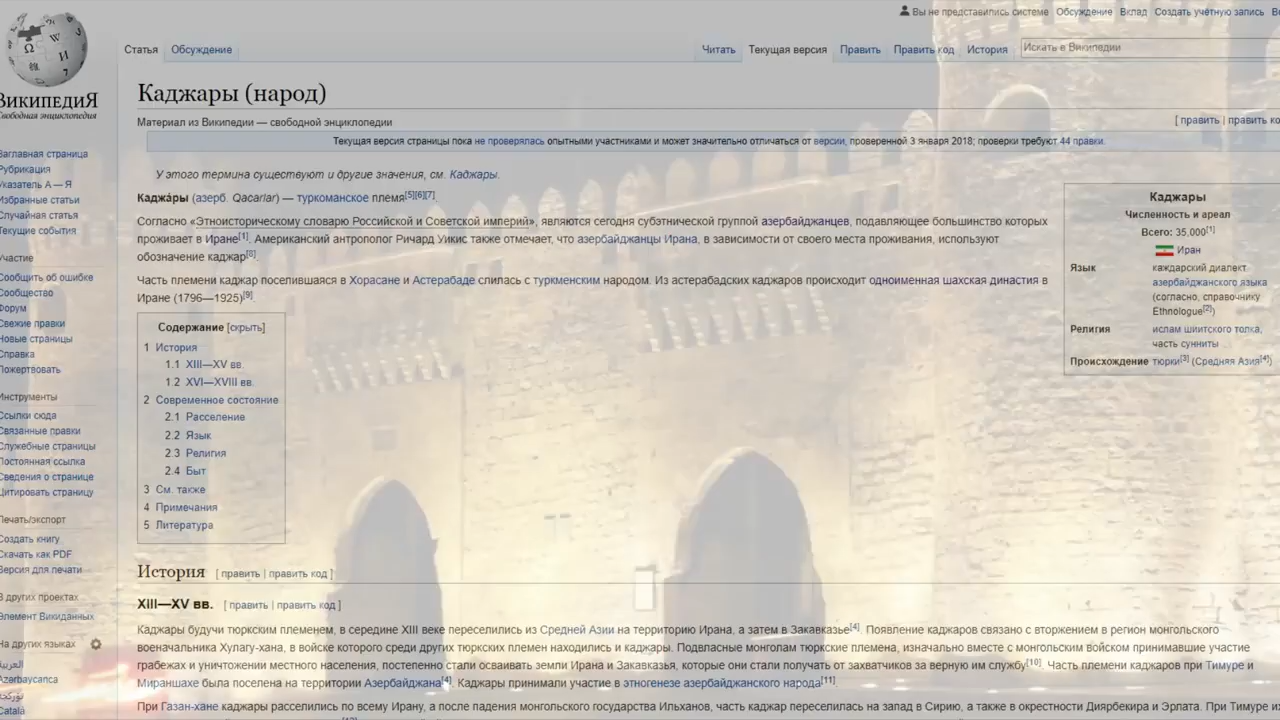 Вы не представились системе Обсуждение Вклад Создать учётную запись
ВикипедиЯ
Свободная энциклопедия
Статья Обсуждение Читать Текущая версия Править Править код История Искать в Википедии
Каджары (народ)
Материал из Википедии — свободной энциклопедии
[ править | править ко
Текущая версия страницы пока не проверялась опытными участниками и может значительно отличаться от версии, проверенной 3 января 2018; проверки требуют 44 правки.
У этого термина существуют и другие значения, см. Каджары.
Каджа́ры (азерб. Qacarlar) — туркоманское племя[5][6][7].
Согласно «Этноисторическому словарю Российской и Советской империй», являются сегодня субэтнической группой азербайджанцев, подавляющее большинство которых
проживает в Иране[1]. Американский антрополог Ричард Уикис также отмечает, что азербайджанцы Ирана, в зависимости от своего места проживания, используют
обозначение каджар[8].
Часть племени каджар поселившаяся в Хорасане и Астерабаде слилась с туркменским народом. Из астерабадских каджаров происходит одноименная шахская династия в
Иране (1796—1925)[9].
Каджары
Численность и ареал
Всего: 35,000[1]
Иран
Язык каждарский диалект
азербайджанского языка
(согласно, справочнику
Ethnologue[2])
Религия ислам шиитского толка,
часть сунниты
Происхождение тюрки[3] (Средняя Азия[4])
Содержание [скрыть]
1 История
1.1 XIII—XV вв.
1.2 XVI—XVIII вв.
2 Современное состояние
2.1 Расселение
2.2 Язык
2.3 Религия
2.4 Быт
3 См. также
4 Примечания
5 Литература
История [ править | править код ]
XIII—XV вв. [ править | править код ]
Каджары будучи тюркским племенем, в середине XIII веке переселились из Средней Азии на территорию Ирана, а затем в Закавказье[4]. Появление каджаров связано с вторжением в регион монгольского
военачальника Хулагу-хана, в войске которого среди других тюркских племен находились и каджары. Подвласные монголам тюркские племена, изначально вместе с монгольским войском принимавшие участие
грабежах и уничтожении местного населения, постепенно стали осваивать земли Ирана и Закавказья, которые они стали получать от захватчиков за верную им службу[10]. Часть племени каджаров при Тимуре и
Мираншахе была поселена на территории Азербайджана[4]. Каджары принимали участие в этногенезе азербайджанского народа[11].
При Газан-хане каджары расселились по всему Ирану, а после падения монгольского государства Ильханов, часть каджар переселилась на запад в Сирию, а также в окрестности Диярбекира и Эрлата. При Тимуре и
Заглавная страница
Рубрикация
Указатель А — Я
Избранные статьи
Случайная статья
Текущие события
Участие
Сообщить об ошибке
Сообщество
Форум
Свежие правки
Новые страницы
Справка
Пожертвовать
Инструменты
Ссылки сюда
Связанные правки
Служебные страницы
Постоянная ссылка
Сведения о странице
Цитировать страницу
Печать/экспорт
Создать книгу
Скачать как PDF
Версия для печати
В других проектах
Элемент Викиданных
На других языках
العربية
Azərbaycanca
تورکجه
Català